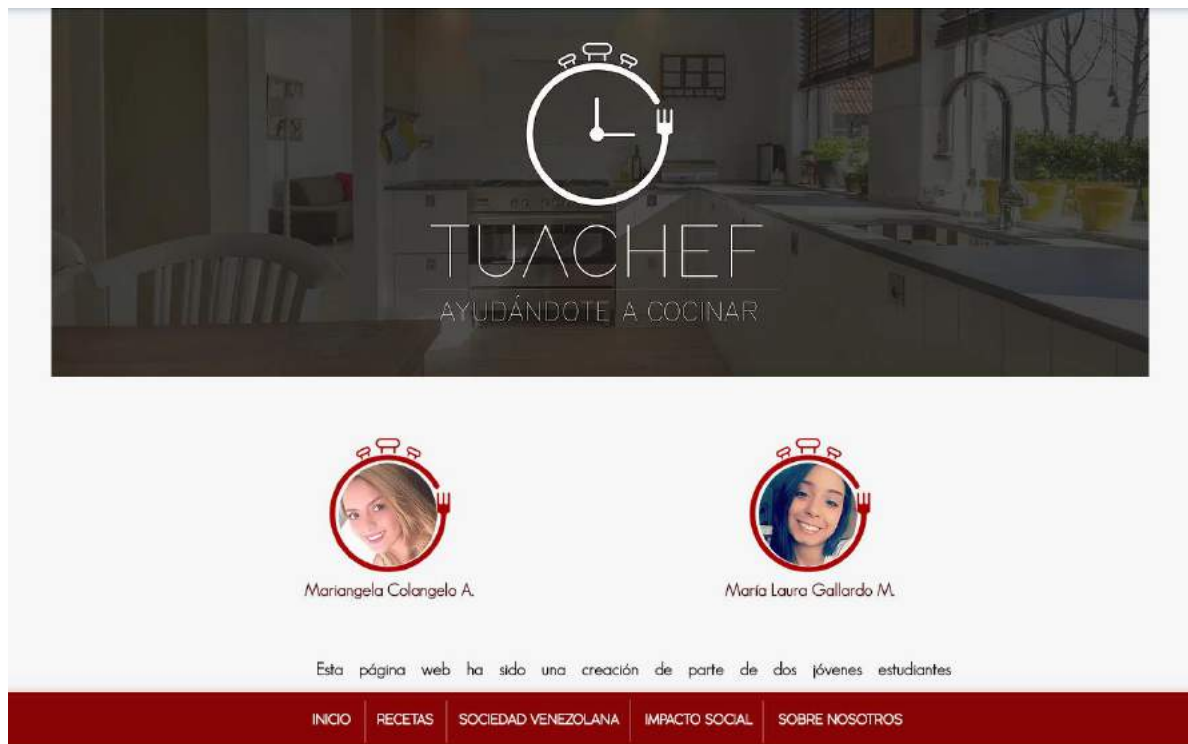 TUACHEF
AYUDÁNDOTE A COCINAR
Mariangela Colangelo A.
María Laura Gallardo M.
Esta página web ha sido una creación de parte de dos jóvenes estudiantes
INICIO RECETAS SOCIEDAD VENEZOLANA IMPACTO SOCIAL SOBRE NOSOTROS